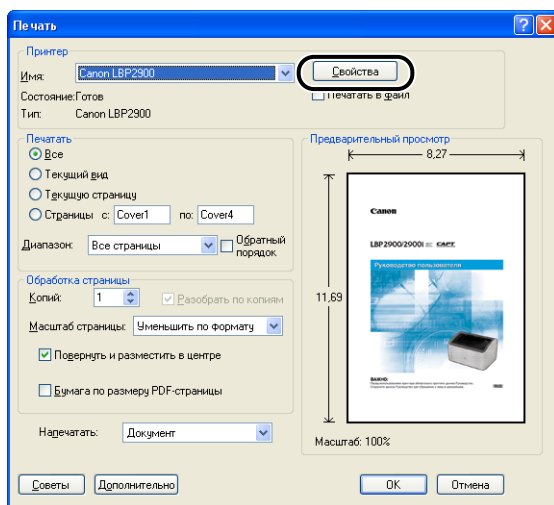 Печать
Принтер
Имя: Canon LBP2900 Свойства
Состояние: Готов Печатать в файл
Тип: Canon LBP2900
Печатать
Все
Текущий вид
Текущую страницу
Страницы с: Cover1 по: Cover4
Диапазон: Все страницы Обратный порядок
Обработка страницы
Копий: 1 Разобрать по копиям
Масштаб страницы: Уменьшить по формату
Повернуть и разместить в центре
Бумага по размеру PDF-страницы
Напечатать: Документ
Предварительный просмотр
8,27
11,69
Canon
LBP2900/2900i CAPT
Руководство пользователя
ВАЖНО:
Масштаб: 100%
Советы Дополнительно OK Отмена